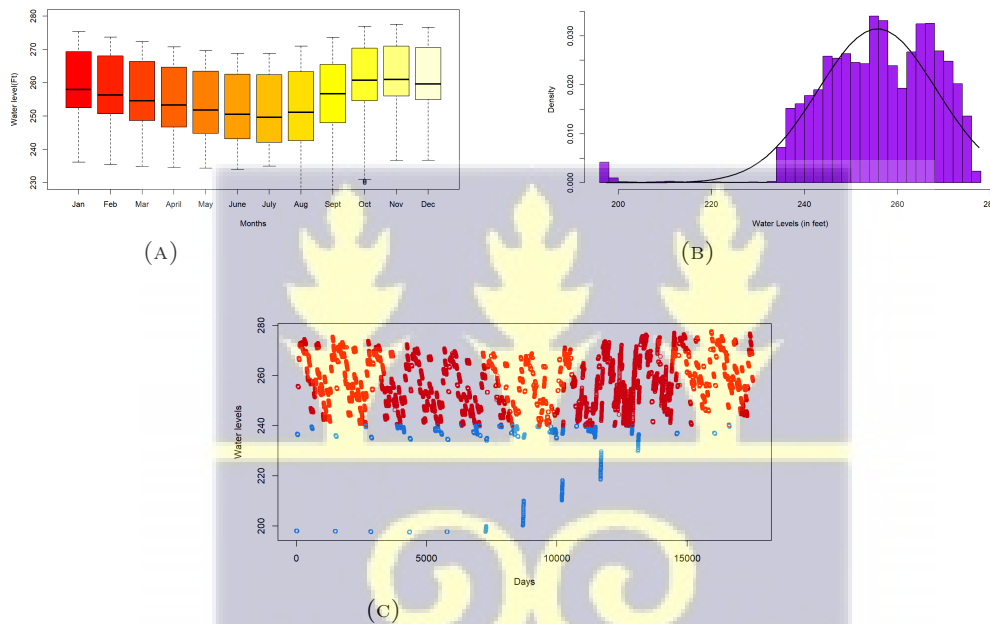 280
270
260
250
240
230
Water level(Ft)
Jan Feb Mar April May June July Aug Sept Oct Nov Dec
Months
(A)
0.030
0.020
0.010
0.000
Density
200 220 240 260 28
Water Levels (in feet)
(B)
280
260
240
220
200
Water levels
0 5000 10000 15000
Days
(C)